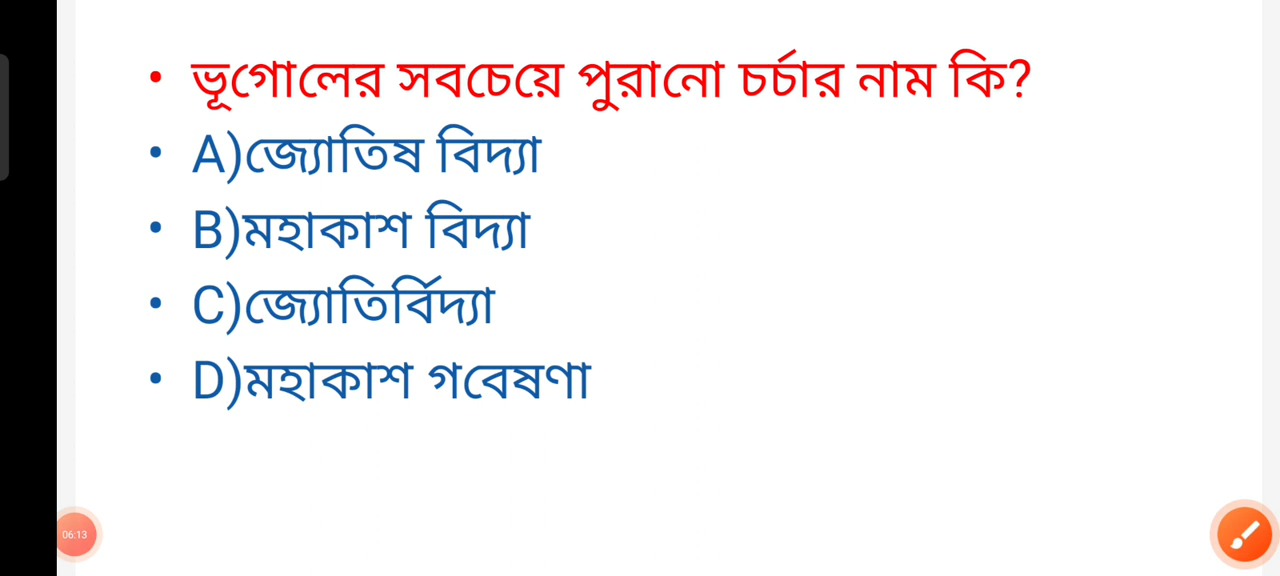 • ভূগোলের সবচেয়ে পুরানো চর্চার নাম কি?
• A)জ্যোতিষ বিদ্যা
• B)মহাকাশ বিদ্যা
• C)জ্যোতির্বিদ্যা
• D)মহাকাশ গবেষণা
06:13